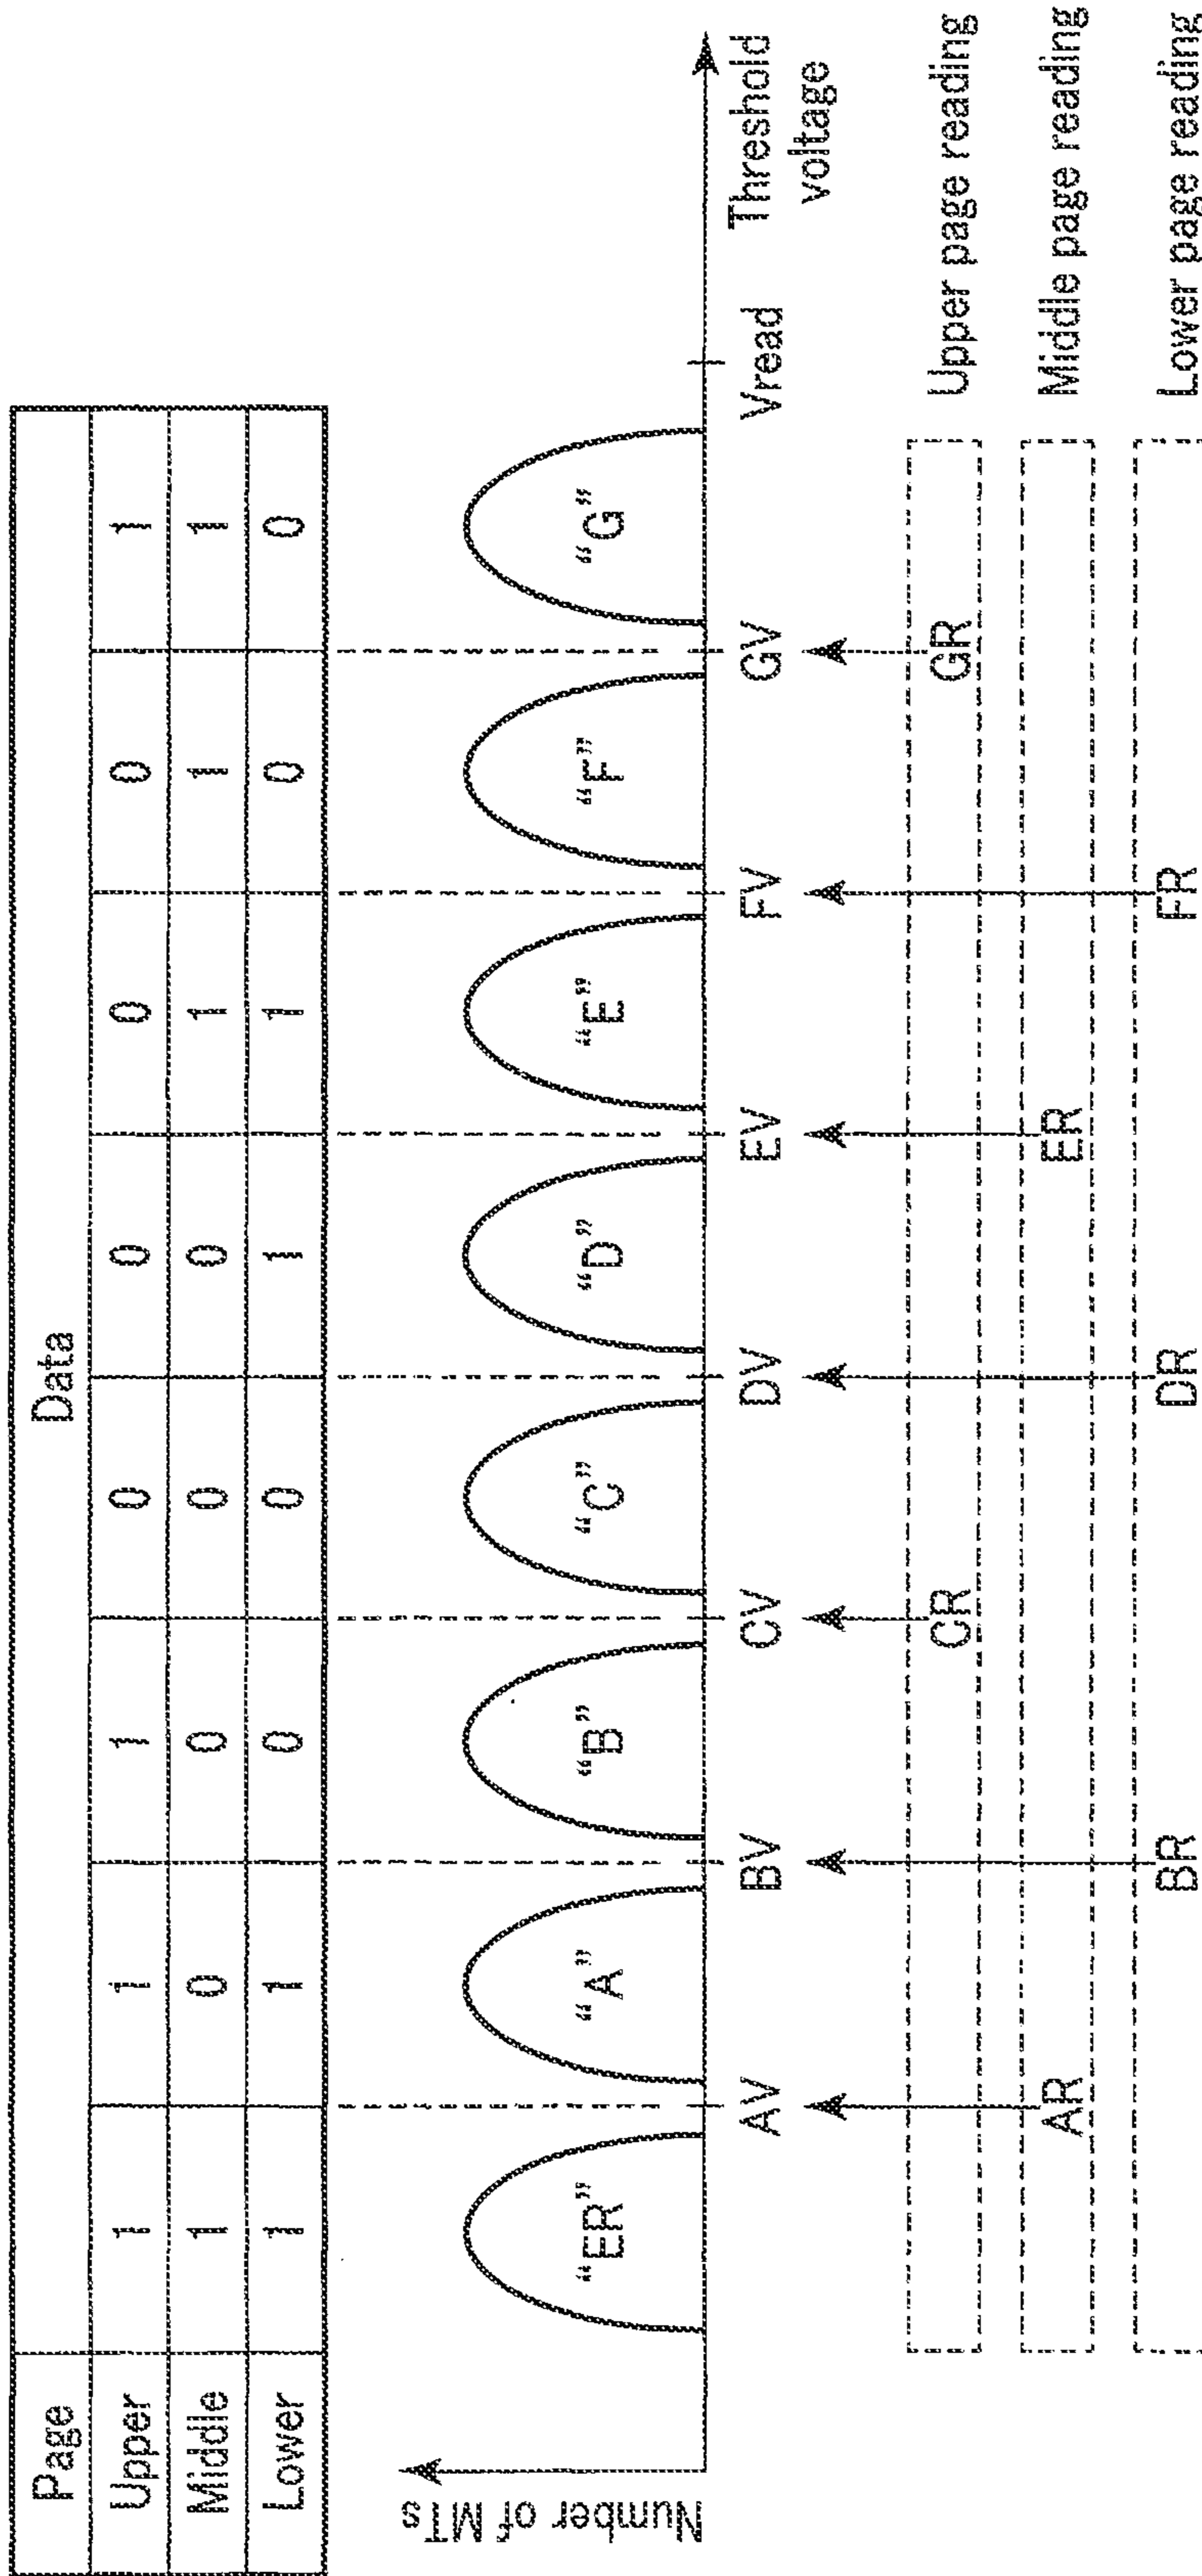 Page Data
Upper 1 1 1 0 0 0 0 1
Middle 1 0 0 0 0 1 1 1
Lower 1 1 0 0 1 1 0 0
Number of MTs
“ER” “A” “B” “C” “D” “E” “F” “G”
AV BV CV DV EV FV GV Vread Threshold
voltage
CR GR Upper page reading
AR ER Middle page reading
BR DR FR Lower page reading